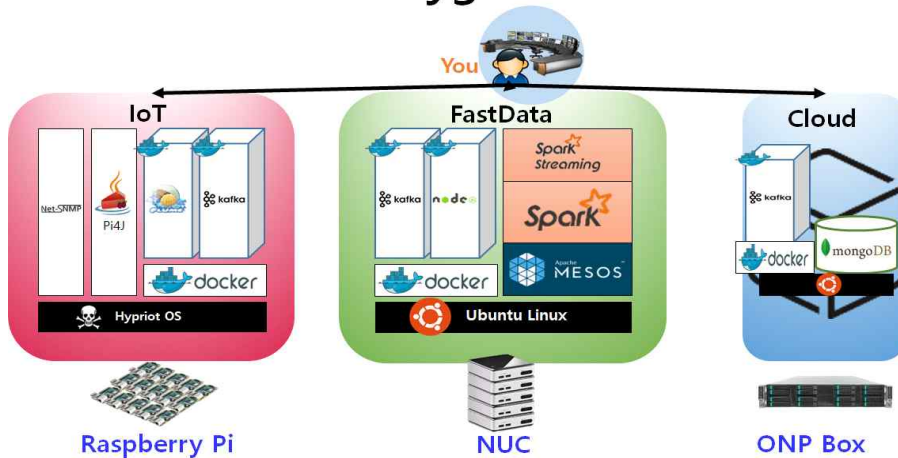 You
IoT
FastData
Cloud
Net-SNMP
Pi4J
kafka
docker
Hypriot OS
kafka
node
docker
Spark
Streaming
Spark
Apache
MESOS
Ubuntu Linux
kafka
docker
mongoDB
Raspberry Pi
NUC
ONP Box